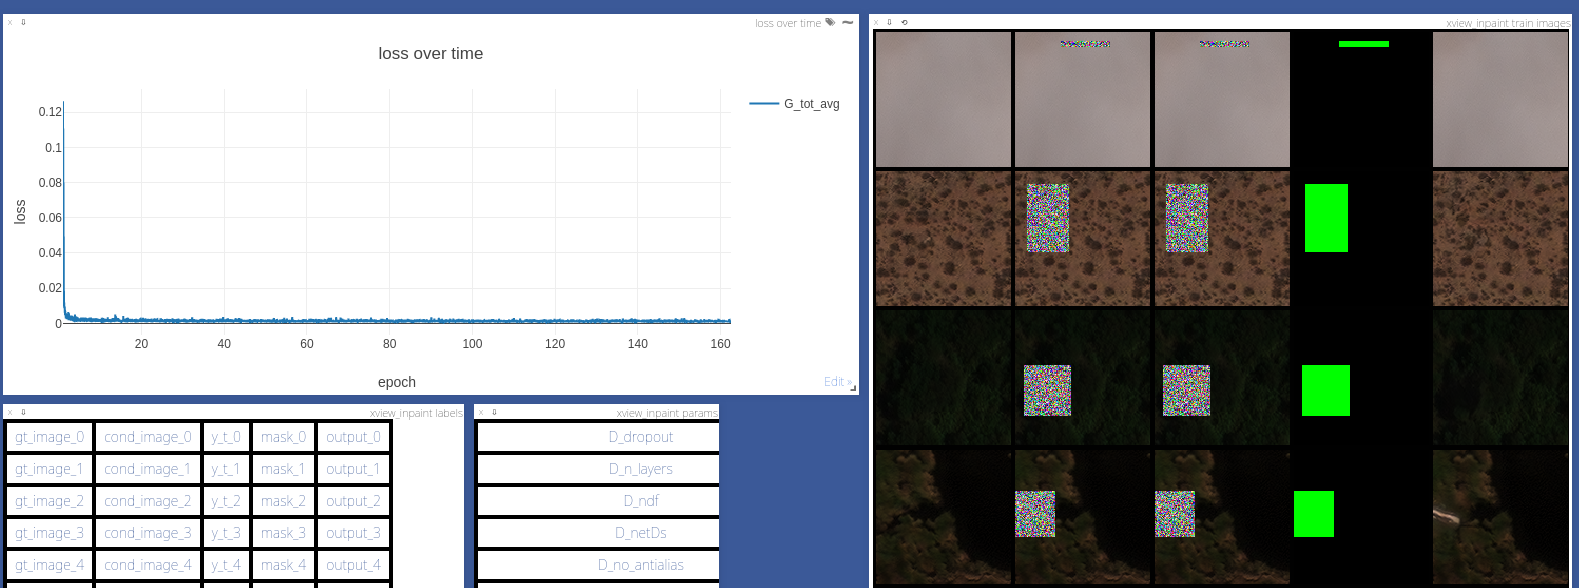 x ⇩ loss over time
loss over time
G_tot_avg
0.12
0.1
0.08
0.06
0.04
0.02
0
loss
20 40 60 80 100 120 140 160
epoch
Edit »
x ⇩ xview_inpaint labels
gt_image_0 cond_image_0 y_t_0 mask_0 output_0
gt_image_1 cond_image_1 y_t_1 mask_1 output_1
gt_image_2 cond_image_2 y_t_2 mask_2 output_2
gt_image_3 cond_image_3 y_t_3 mask_3 output_3
gt_image_4 cond_image_4 y_t_4 mask_4 output_4
x ⇩ xview_inpaint params
D_dropout
D_n_layers
D_ndf
D_netDs
D_no_antialias
x ⇩ ⟲ xview_inpaint train images